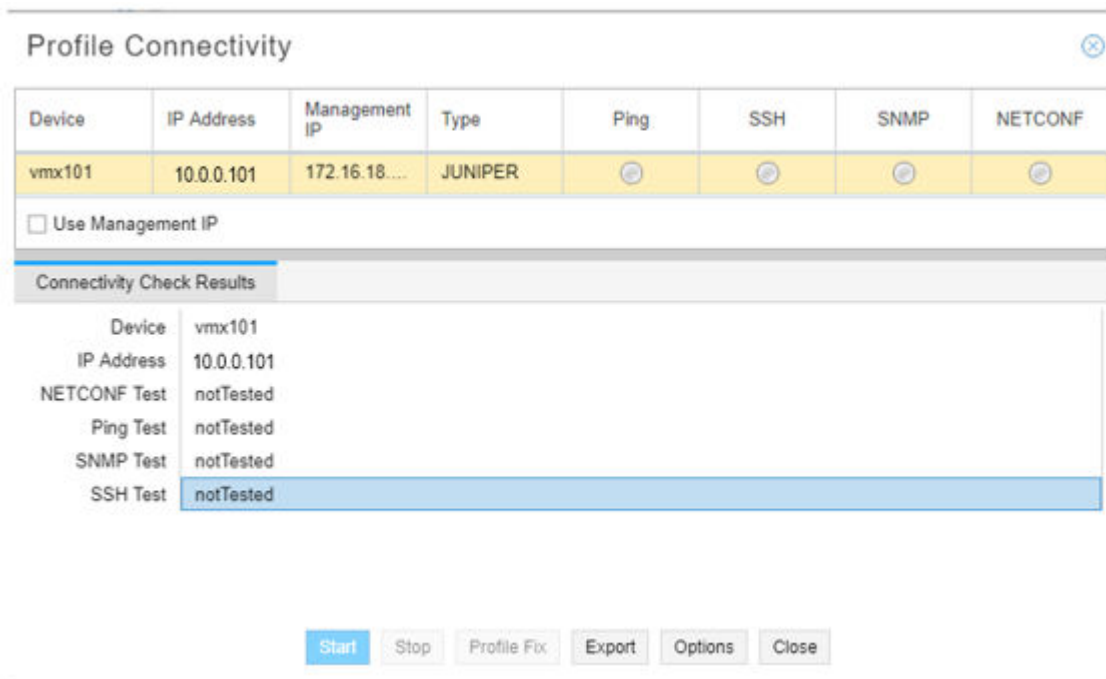 Profile Connectivity
Device IP Address Management IP Type Ping SSH SNMP NETCONF
vmx101 10.0.0.101 172.16.18.... JUNIPER
Use Management IP
Connectivity Check Results
Device vmx101
IP Address 10.0.0.101
NETCONF Test notTested
Ping Test notTested
SNMP Test notTested
SSH Test notTested
Start Stop Profile Fix Export Options Close